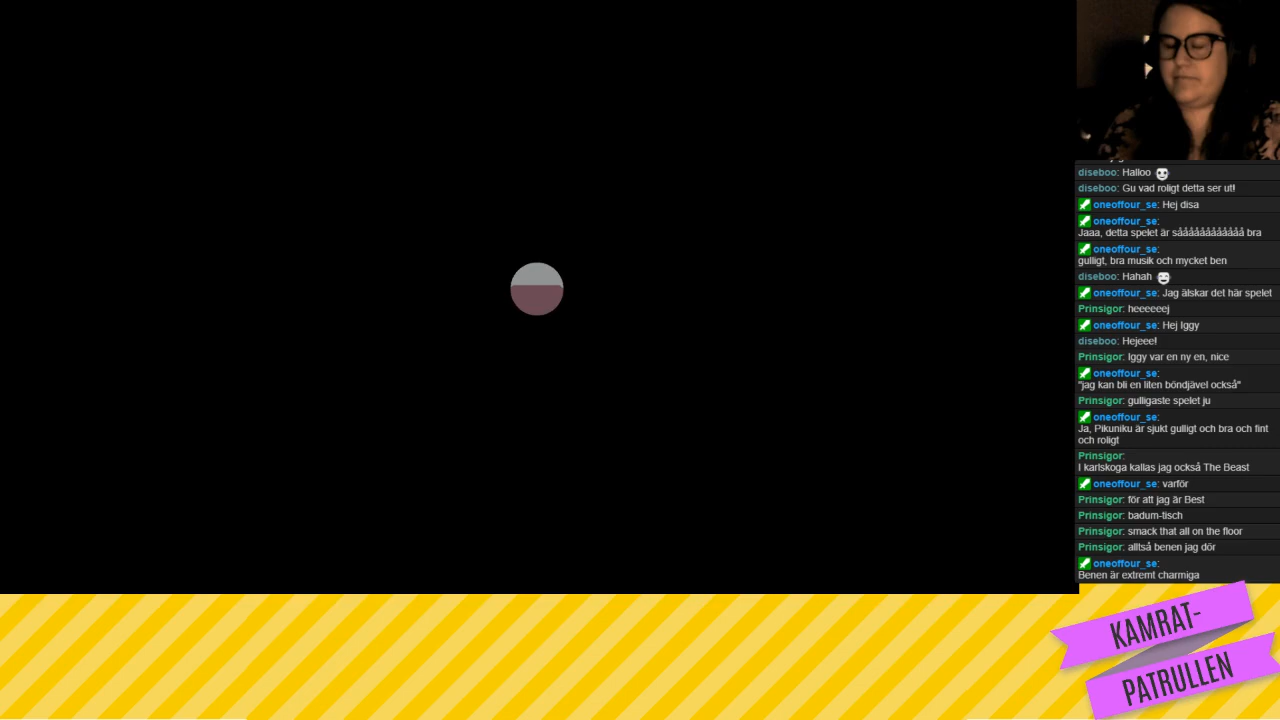 diseboo: Halloo
diseboo: Gu vad roligt detta ser ut!
oneoffour_se: Hej disa
oneoffour_se:
Jaaa, detta spelet är såååååååååååå bra
oneoffour_se:
gulligt, bra musik och mycket ben
diseboo: Hahah
oneoffour_se: Jag älskar det här spelet
Prinsigor: heeeeeej
oneoffour_se: Hej Iggy
diseboo: Hejeee!
Prinsigor: Iggy var en ny en, nice
oneoffour_se:
"jag kan bli en liten böndjävel också"
Prinsigor: gulligaste spelet ju
oneoffour_se:
Ja, Pikuniku är sjukt gulligt och bra och fint
och roligt
Prinsigor:
I karlskoga kallas jag också The Beast
oneoffour_se: varför
Prinsigor: för att jag är Best
Prinsigor: badum-tisch
Prinsigor: smack that all on the floor
Prinsigor: alltså benen jag dör
oneoffour_se:
Benen är extremt charmiga
KAMRAT-
PATRULLEN